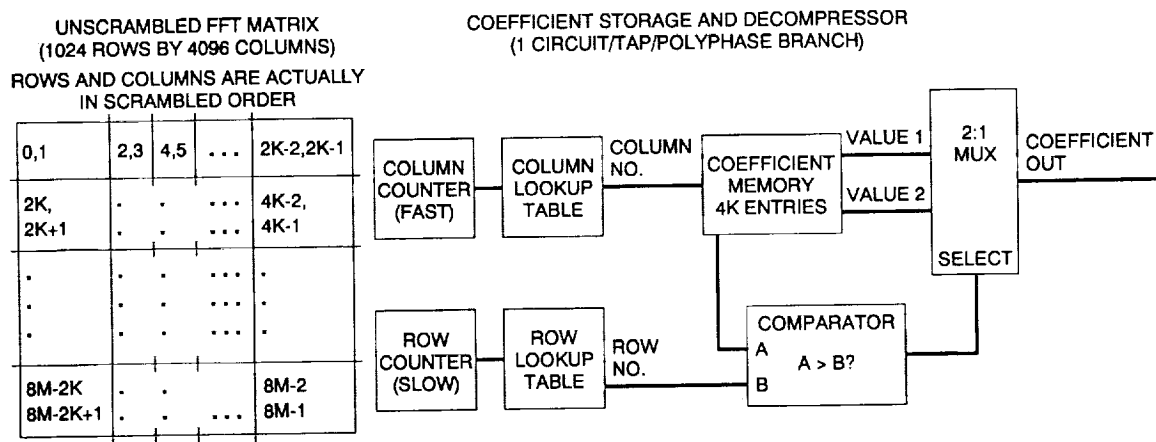 UNSCRAMBLED FFT MATRIX
(1024 ROWS BY 4096 COLUMNS)
ROWS AND COLUMNS ARE ACTUALLY
IN SCRAMBLED ORDER
0,1 2,3 4,5 ... 2K-2,2K-1
2K, . . ... 4K-2,
2K+1 . . ... 4K-1
. . . ... .
. . . ... .
. . . ... .
8M-2K . . 8M-2
8M-2K+1 . . ... 8M-1
COEFFICIENT STORAGE AND DECOMPRESSOR
(1 CIRCUIT/TAP/POLYPHASE BRANCH)
COLUMN
COUNTER
(FAST)
COLUMN
LOOKUP
TABLE
COLUMN
NO.
COEFFICIENT
MEMORY
4K ENTRIES
VALUE 1
VALUE 2
2:1
MUX
SELECT
COEFFICIENT
OUT
ROW
COUNTER
(SLOW)
ROW
LOOKUP
TABLE
ROW
NO.
COMPARATOR
A
A > B?
B